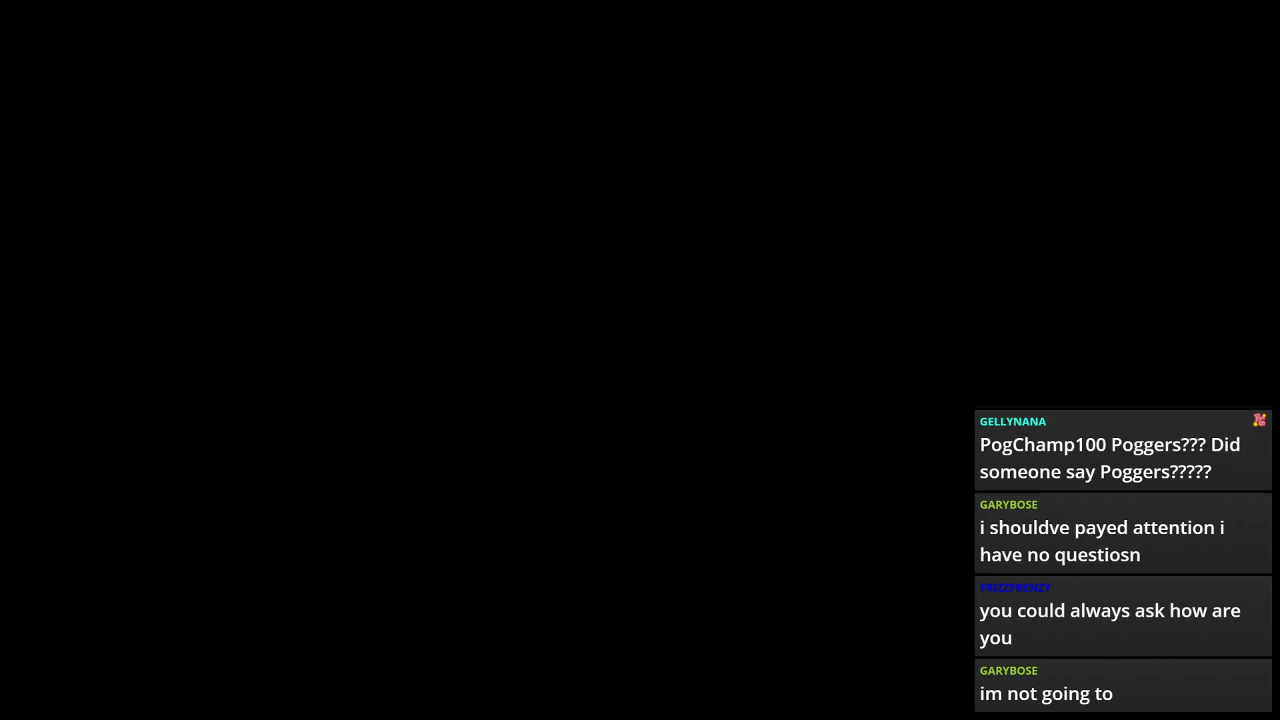 GELLYNANA
PogChamp100 Poggers??? Did
someone say Poggers?????
GARYBOSE
i shouldve payed attention i
have no questiosn
FRIZZFRENZY
you could always ask how are
you
GARYBOSE
im not going to